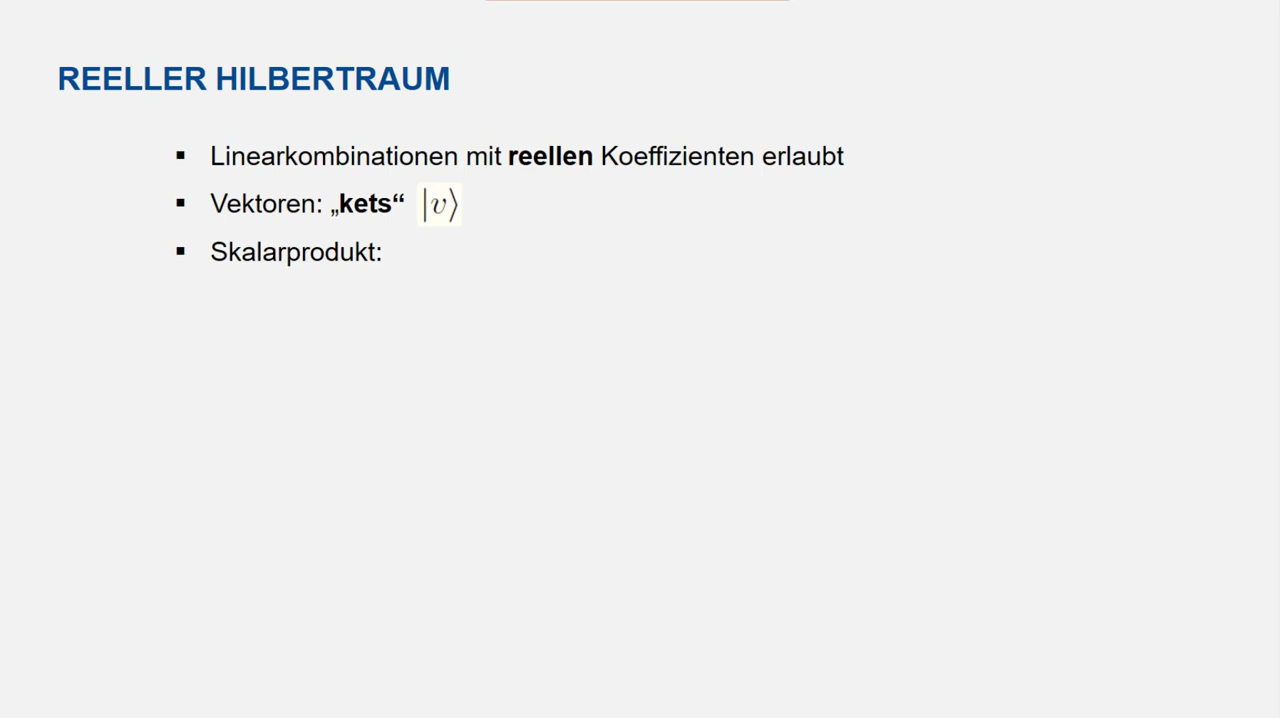 REELLER HILBERTRAUM
▪ Linearkombinationen mit reellen Koeffizienten erlaubt
▪ Vektoren: „kets“ |v⟩
▪ Skalarprodukt: